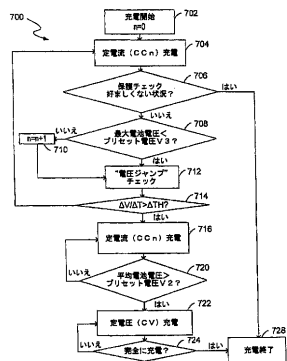 700
充電開始
n=0
702
定電流（CCn）充電
704
706
保護チェック
好ましくない状況？
はい
いいえ
708
最大電池電圧<
プリセット電圧V3？
いいえ
n=n+1
710
はい
"電圧ジャンプ"
チェック
712
714
ΔV/ΔT>ΔTH?
はい
定電流（CCn）充電
716
720
平均電池電圧>
プリセット電圧V2？
いいえ
はい
722
定電圧（CV）充電
724
いいえ
完全に充電？
はい
728
充電終了